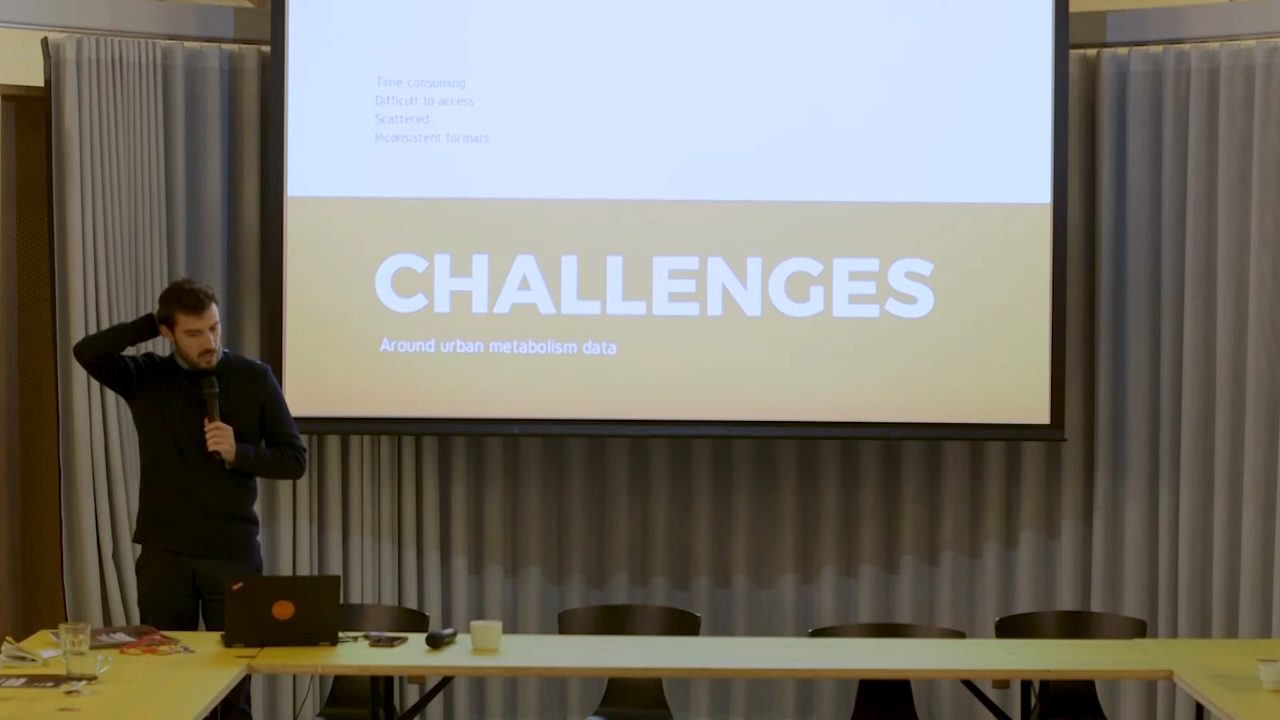 Time-consuming
Difficult to access
Scattered
Inconsistent formats
CHALLENGES
Around urban metabolism data